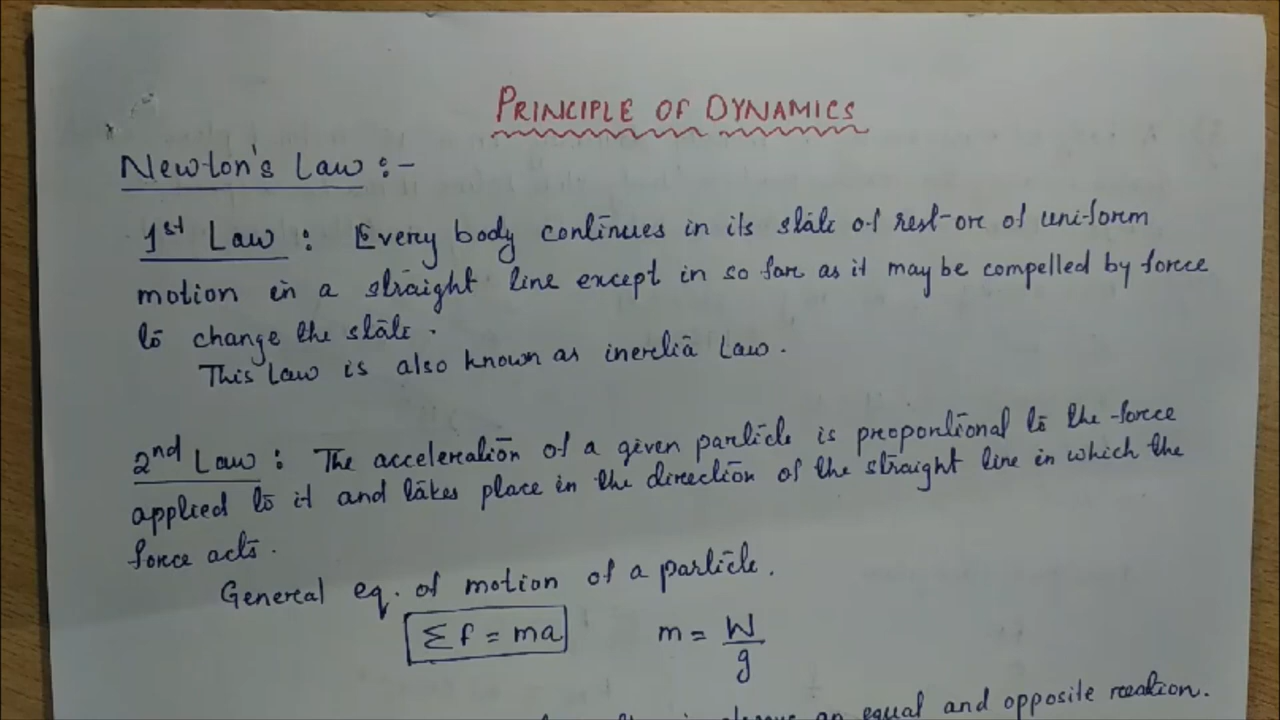 PRINCIPLE OF DYNAMICS
Newton's Law :-
1st Law : Every body continues in its state of rest or of uniform
motion in a straight line except in so far as it may be compelled by force
to change the state.
This Law is also known as inertia Law.
2nd Law : The acceleration of a given particle is proportional to the force
applied to it and takes place in the direction of the straight line in which the
force acts.
General eq. of motion of a particle.
Σf = ma m = W/g
an equal and opposite reaction.